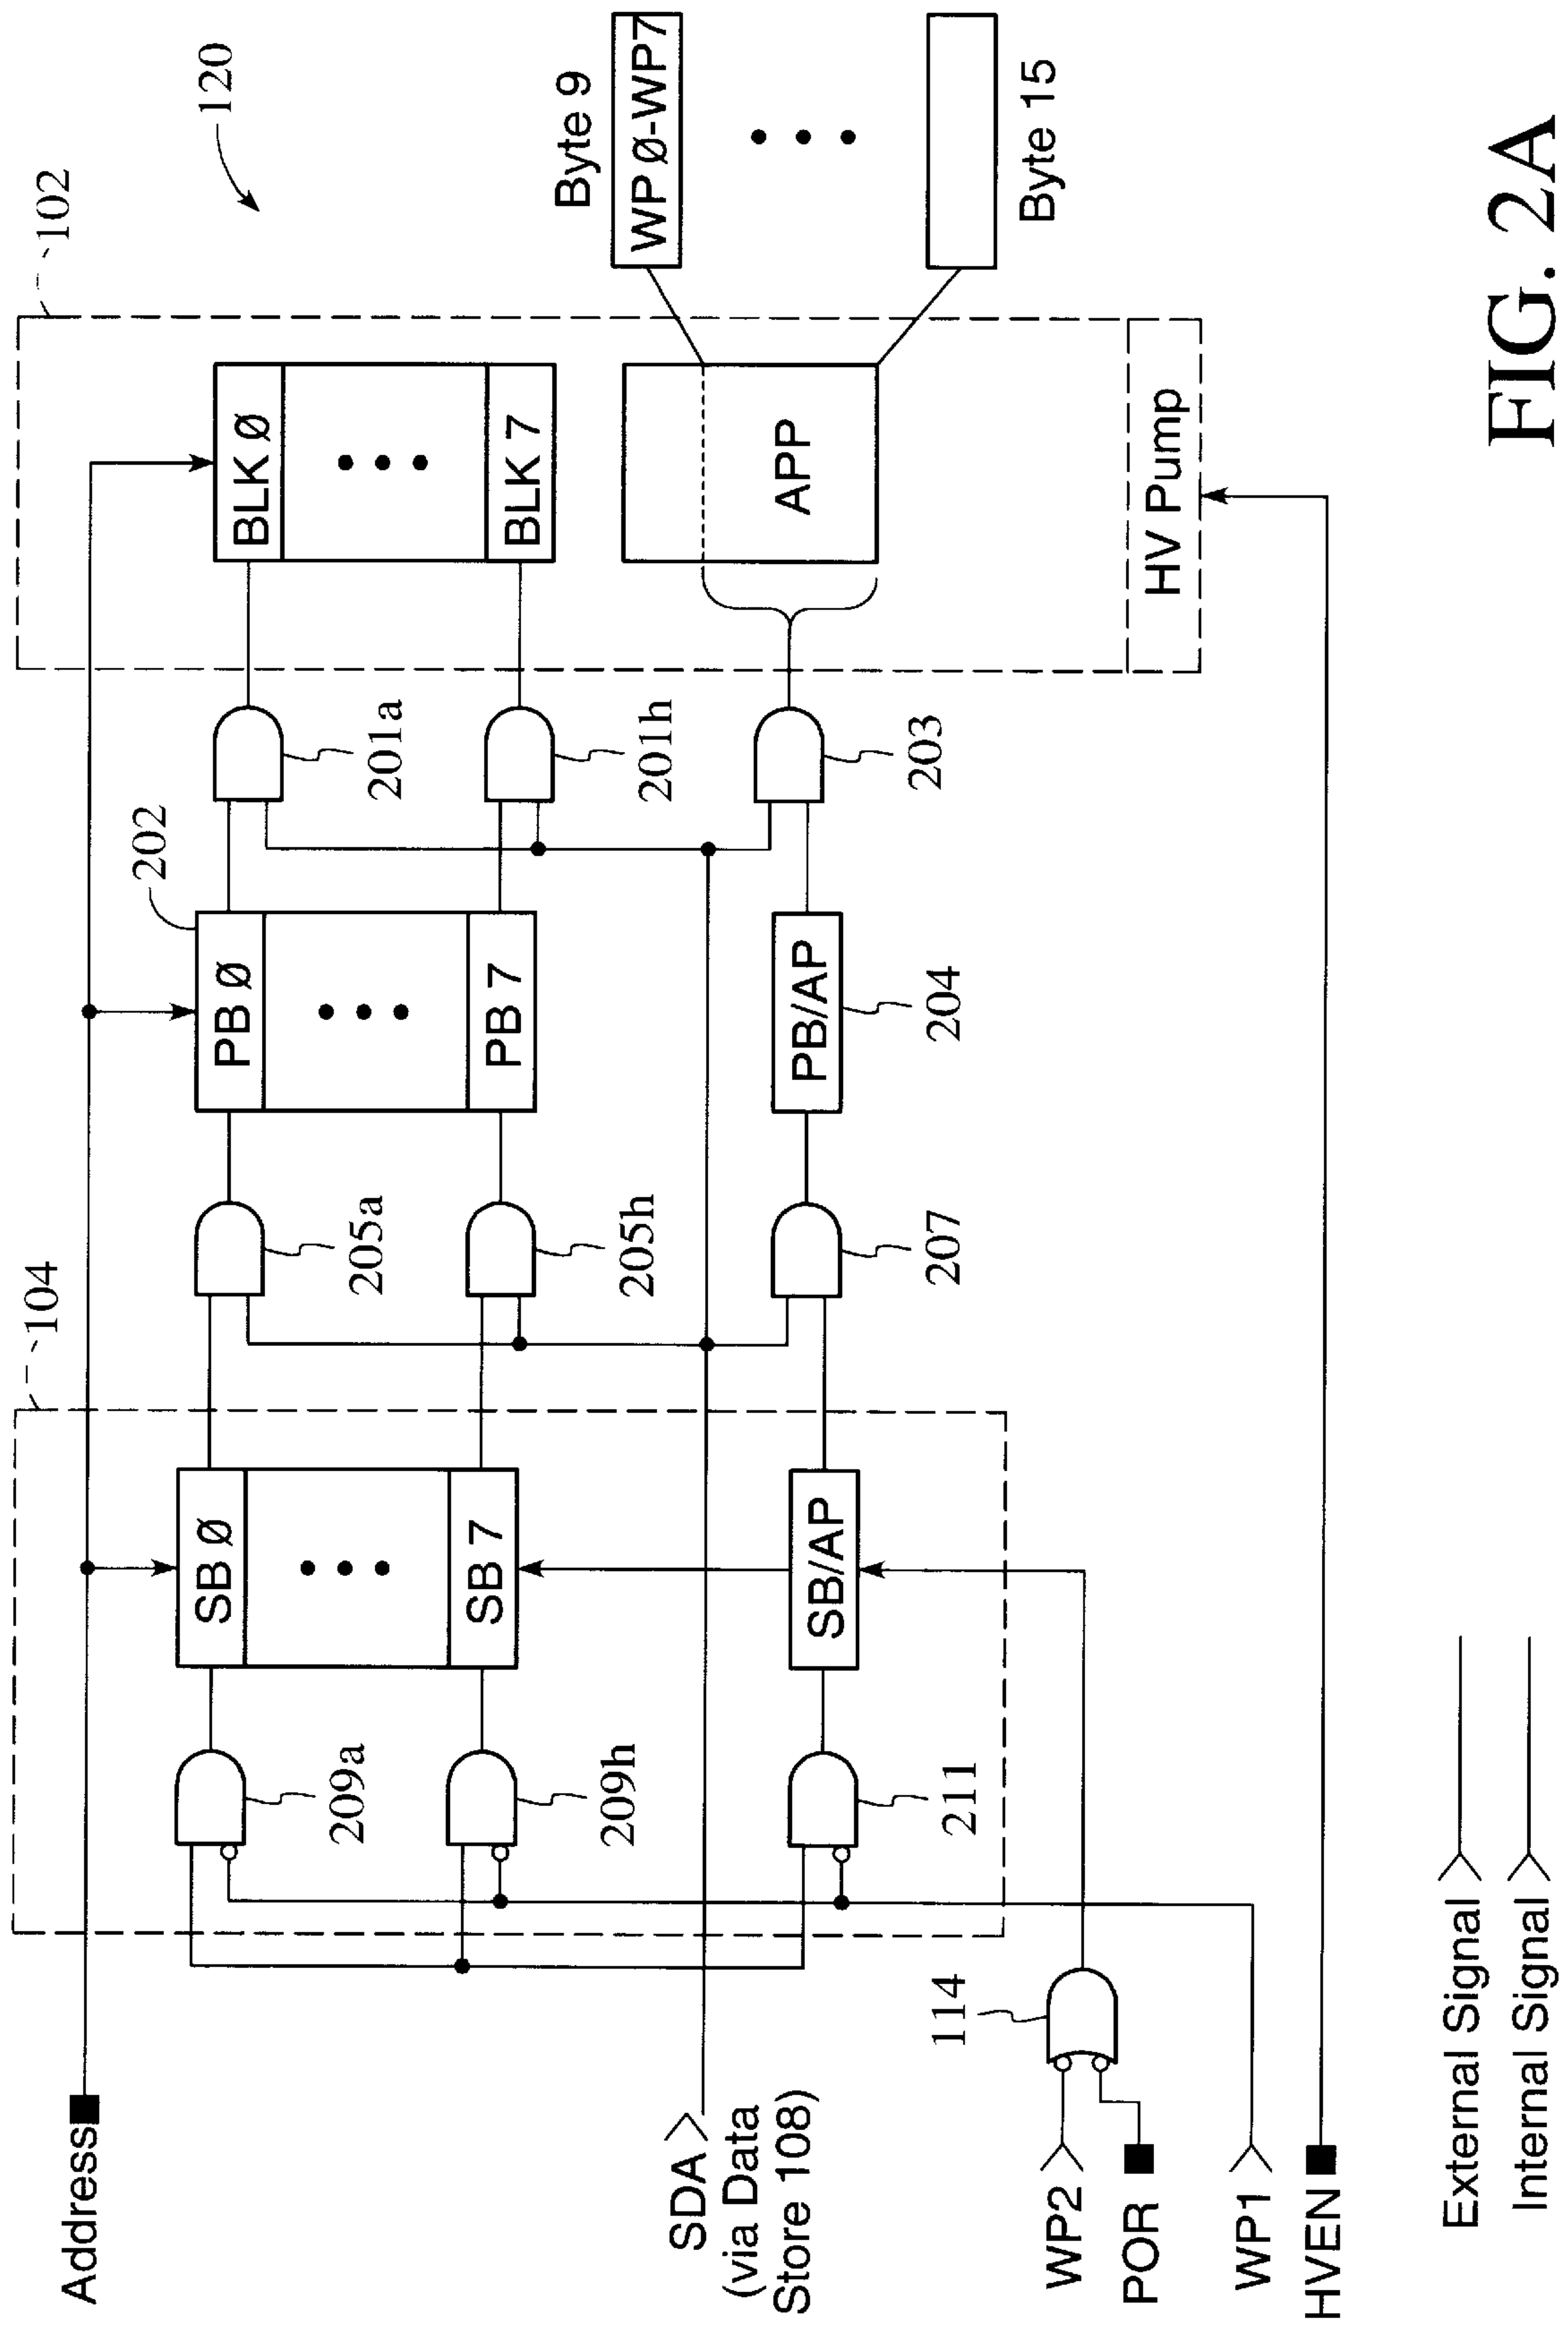 120
102
Byte 9
WP Ø-WP7
Byte 15
BLK Ø
BLK 7
APP
HV Pump
201a
201h
203
202
PB Ø
PB 7
PB/AP
204
205a
205h
207
104
SB Ø
SB 7
SB/AP
209a
209h
211
114
Address
SDA
(via Data
Store 108)
WP2
POR
WP1
HVEN
External Signal
Internal Signal
FIG. 2A